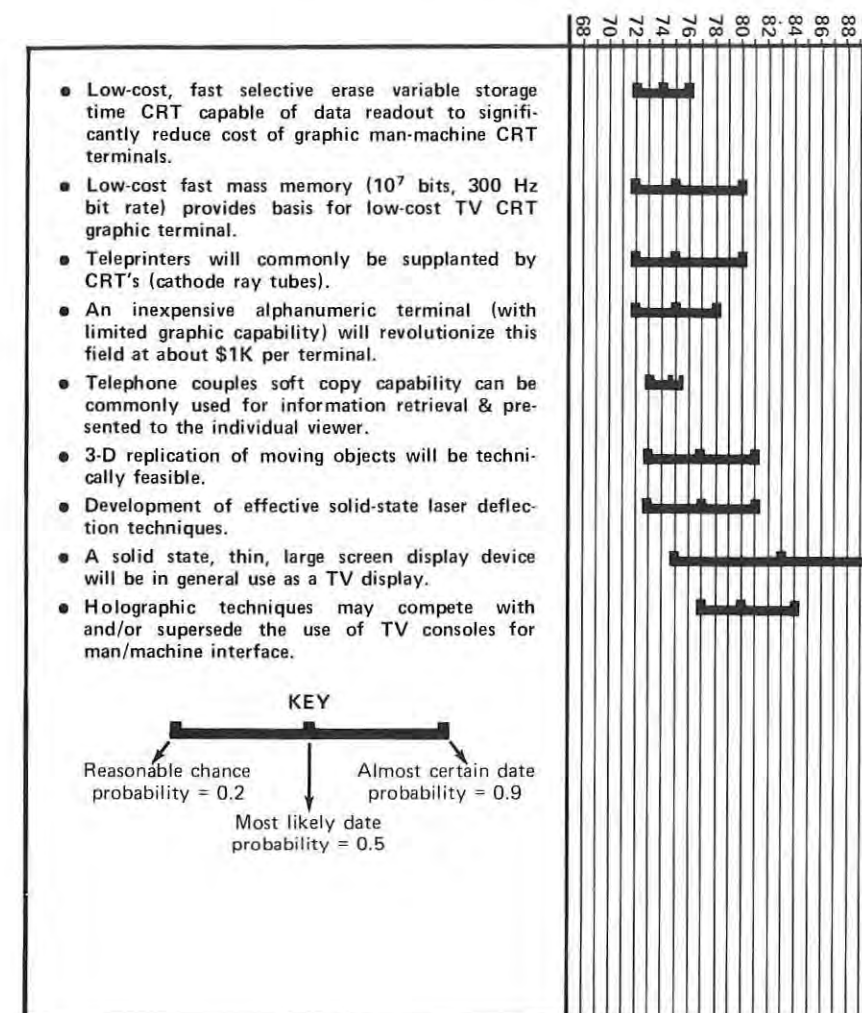 68 70 72 74 76 78 80 82 84 86 88
• Low-cost, fast selective erase variable storage
time CRT capable of data readout to signifi-
cantly reduce cost of graphic man-machine CRT
terminals.
• Low-cost fast mass memory (10⁷ bits, 300 Hz
bit rate) provides basis for low-cost TV CRT
graphic terminal.
• Teleprinters will commonly be supplanted by
CRT's (cathode ray tubes).
• An inexpensive alphanumeric terminal (with
limited graphic capability) will revolutionize this
field at about $1K per terminal.
• Telephone couples soft copy capability can be
commonly used for information retrieval & pre-
sented to the individual viewer.
• 3-D replication of moving objects will be techni-
cally feasible.
• Development of effective solid-state laser deflec-
tion techniques.
• A solid state, thin, large screen display device
will be in general use as a TV display.
• Holographic techniques may compete with
and/or supersede the use of TV consoles for
man/machine interface.
KEY
Reasonable chance
probability = 0.2
Almost certain date
probability = 0.9
Most likely date
probability = 0.5